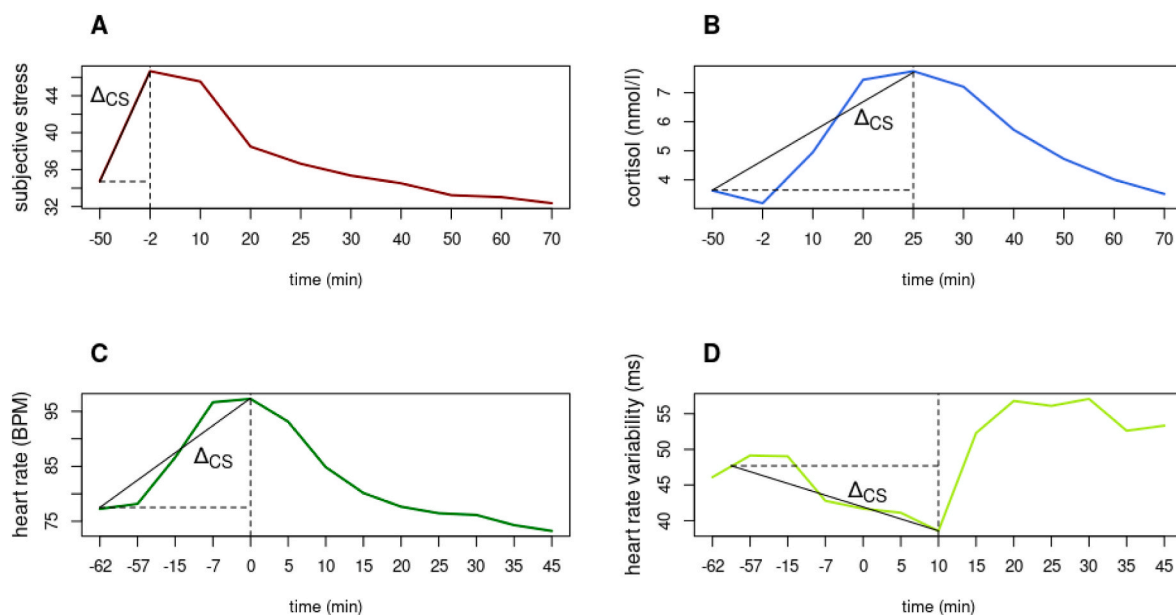 A
subjective stress
44
40
36
32
ΔCS
-50 -2 10 20 25 30 40 50 60 70
time (min)
B
cortisol (nmol/l)
7
6
5
4
ΔCS
-50 -2 10 20 25 30 40 50 60 70
time (min)
C
heart rate (BPM)
95
85
75
ΔCS
-62 -57 -15 -7 0 5 10 15 20 25 30 35 45
time (min)
D
heart rate variability (ms)
55
50
45
40
ΔCS
-62 -57 -15 -7 0 5 10 15 20 25 30 35 45
time (min)